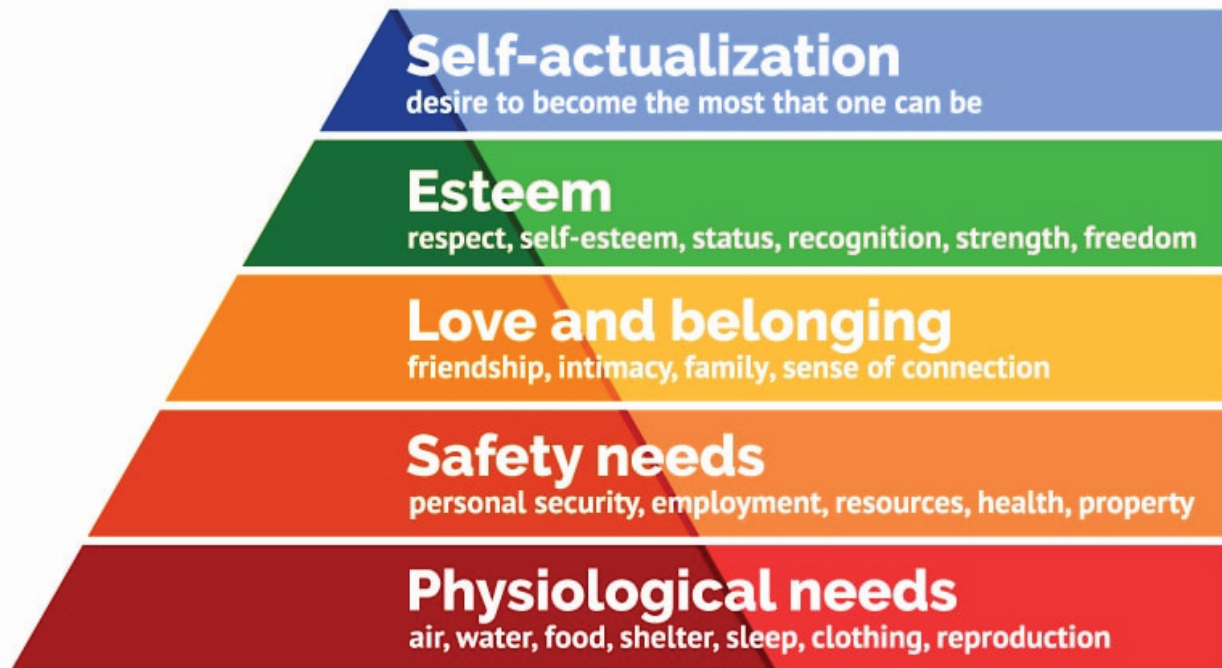 Self-actualization
desire to become the most that one can be
Esteem
respect, self-esteem, status, recognition, strength, freedom
Love and belonging
friendship, intimacy, family, sense of connection
Safety needs
personal security, employment, resources, health, property
Physiological needs
air, water, food, shelter, sleep, clothing, reproduction